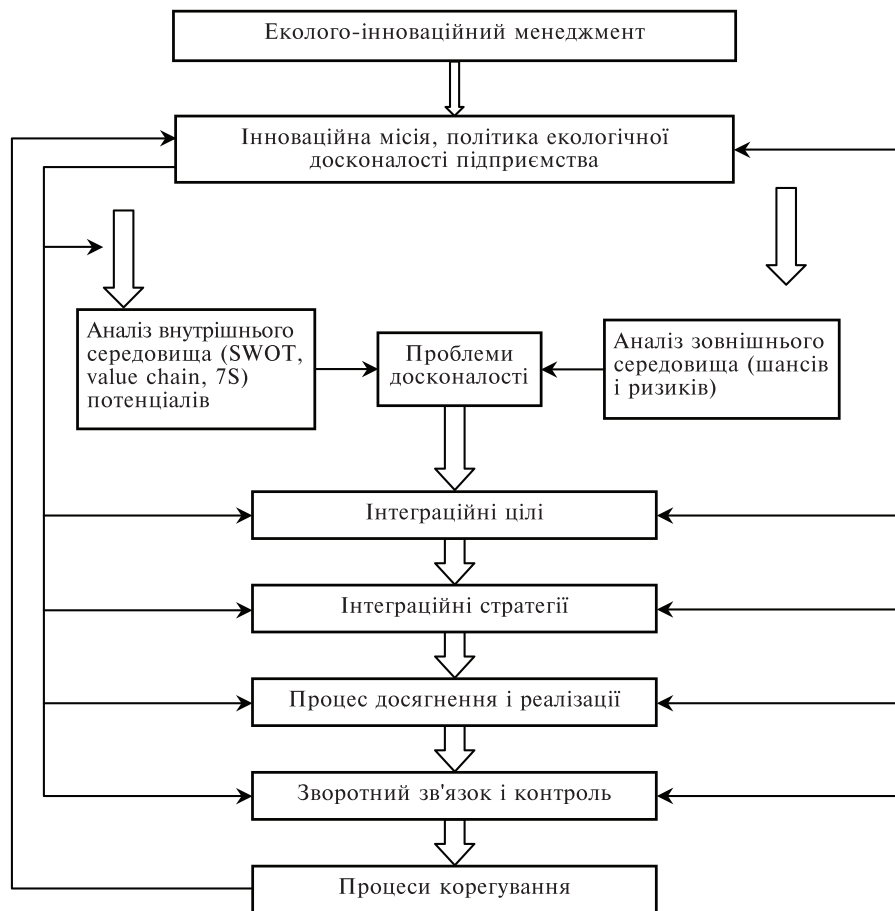 Еколого-інноваційний менеджмент
Інноваційна місія, політика екологічної
досконалості підприємства
Аналіз внутрішнього
середовища (SWOT,
value chain, 7S)
потенціалів
Проблеми
досконалості
Аналіз зовнішнього
середовища (шансів
і ризиків)
Інтеграційні цілі
Інтеграційні стратегії
Процес досягнення і реалізації
Зворотний зв'язок і контроль
Процеси корегування